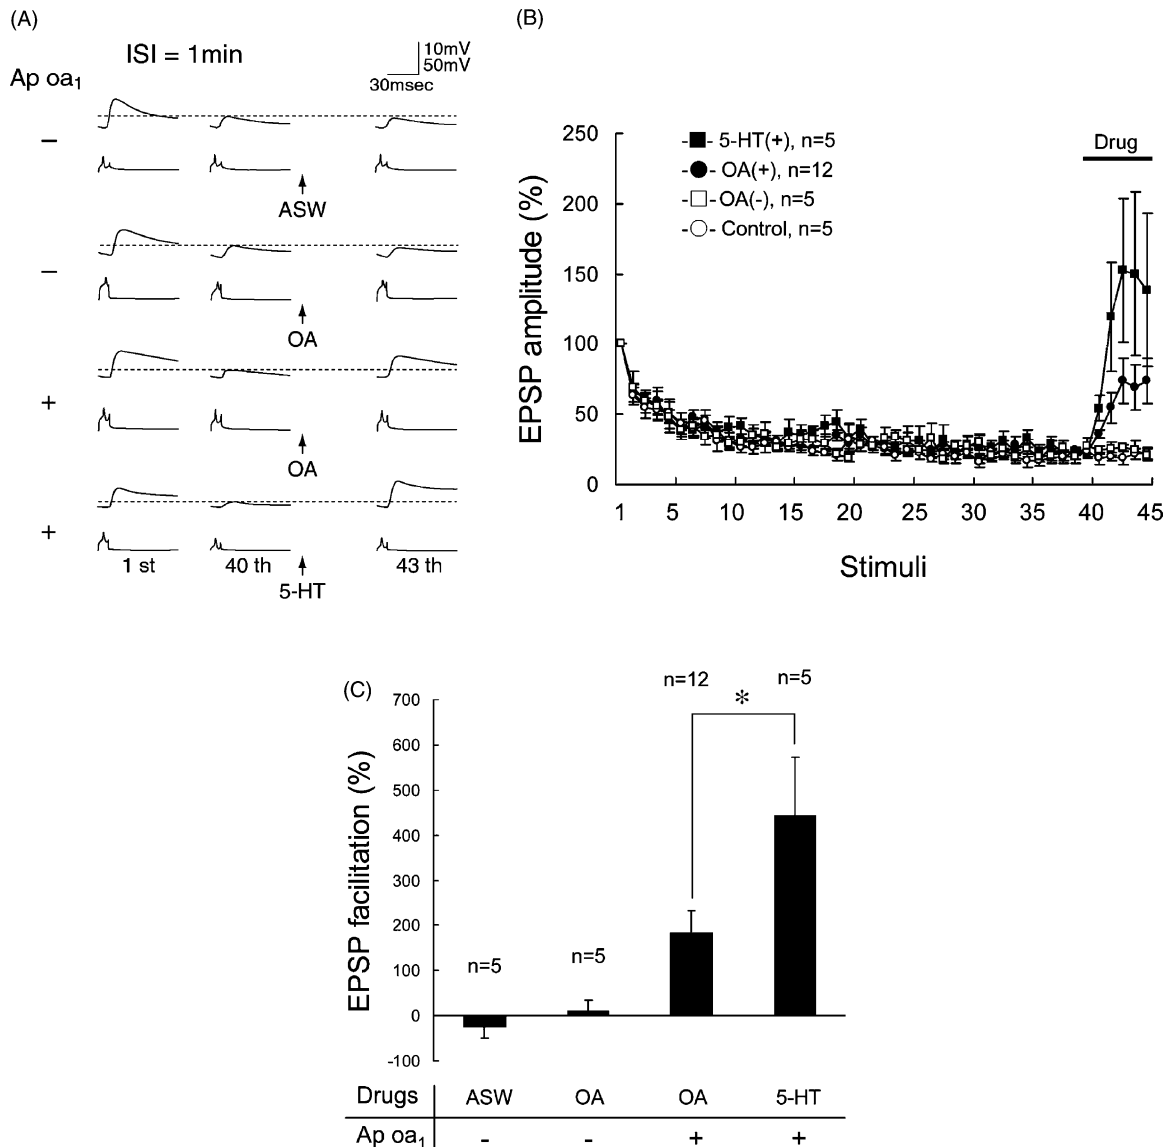 (A)
ISI = 1min
10mV
50mV
30msec
Ap oa1
–
ASW
–
OA
+
OA
+
1 st
40 th
43 th
5-HT
(B)
250
200
150
100
50
0
EPSP amplitude (%)
5-HT(+), n=5
OA(+), n=12
OA(-), n=5
Control, n=5
Drug
1 5 10 15 20 25 30 35 40 45
Stimuli
(C)
700
600
500
400
300
200
100
0
-100
EPSP facilitation (%)
n=5
n=5
n=12
n=5
*
Drugs ASW OA OA 5-HT
Ap oa1 - - + +